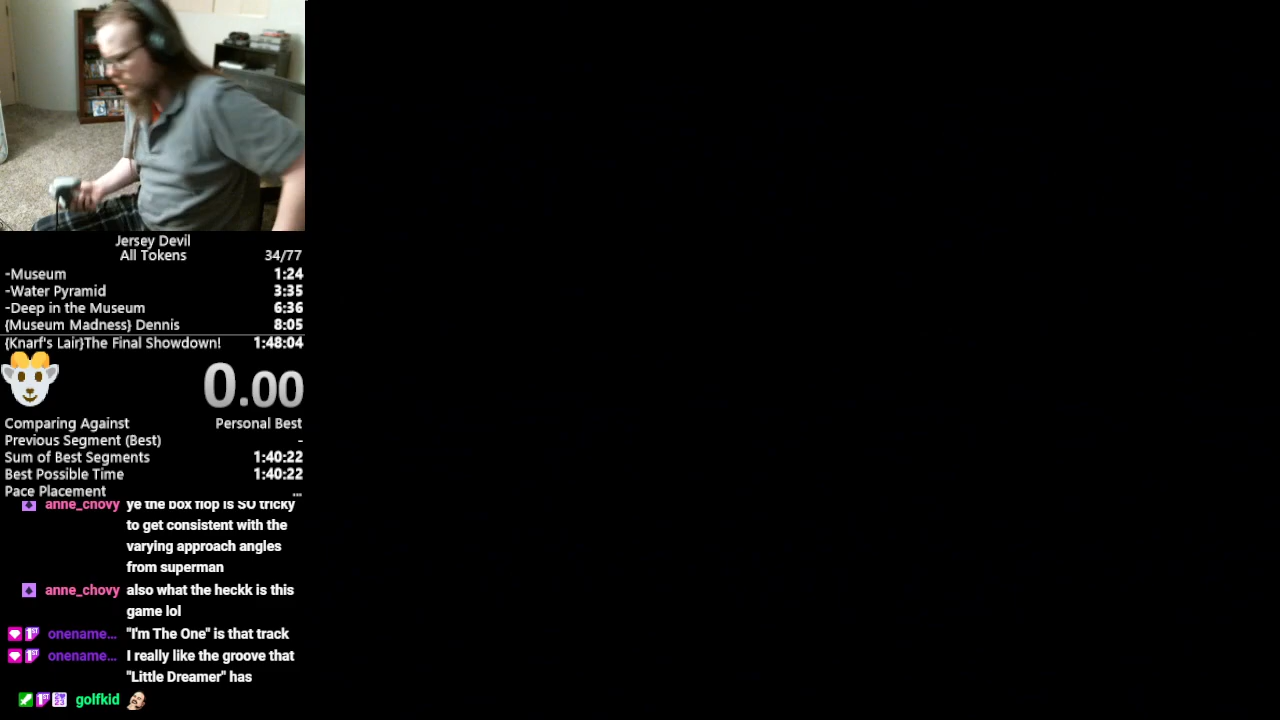 Jersey Devil
All Tokens 34/77
-Museum 1:24
-Water Pyramid 3:35
-Deep in the Museum 6:36
{Museum Madness} Dennis 8:05
{Knarf's Lair}The Final Showdown! 1:48:04
0.00
Comparing Against Personal Best
Previous Segment (Best) -
Sum of Best Segments 1:40:22
Best Possible Time 1:40:22
Pace Placement ...
anne_chovy ye the box flop is SO tricky
to get consistent with the
varying approach angles
from superman
anne_chovy also what the heckk is this
game lol
onename... "I'm The One" is that track
onename... I really like the groove that
"Little Dreamer" has
golfkid